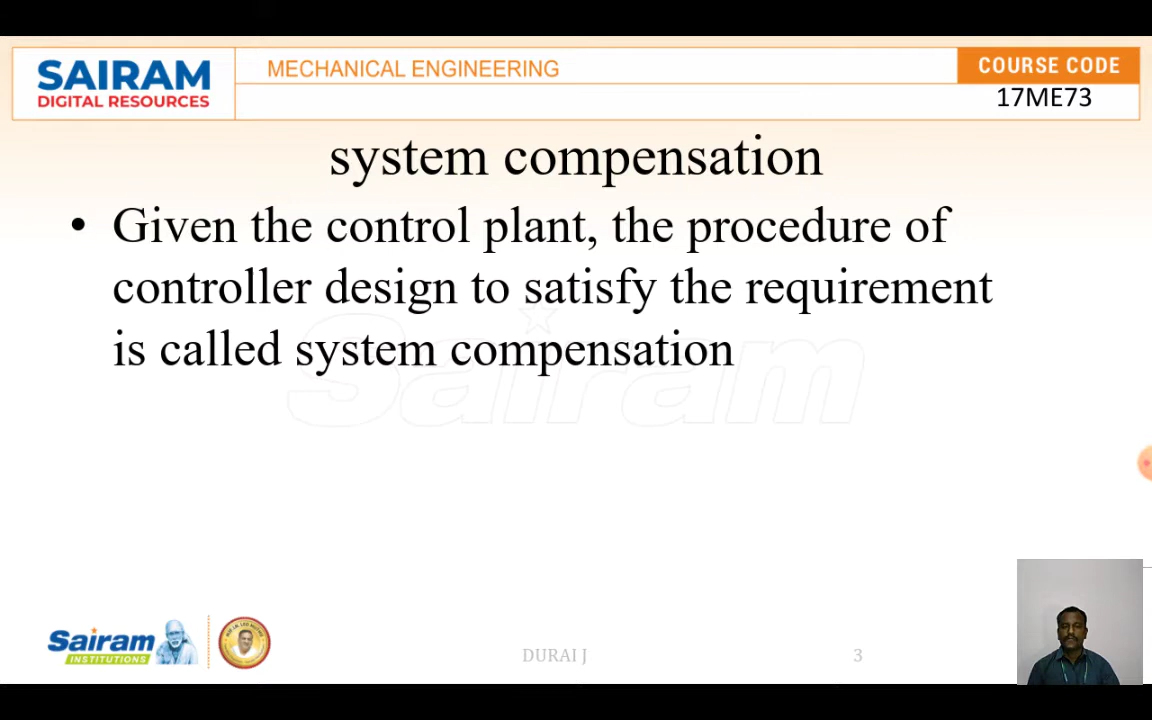 SAIRAM
DIGITAL RESOURCES
MECHANICAL ENGINEERING
COURSE CODE
17ME73
system compensation
• Given the control plant, the procedure of
controller design to satisfy the requirement
is called system compensation
Sairam
Sairam
INSTITUTIONS
DURAI J
3